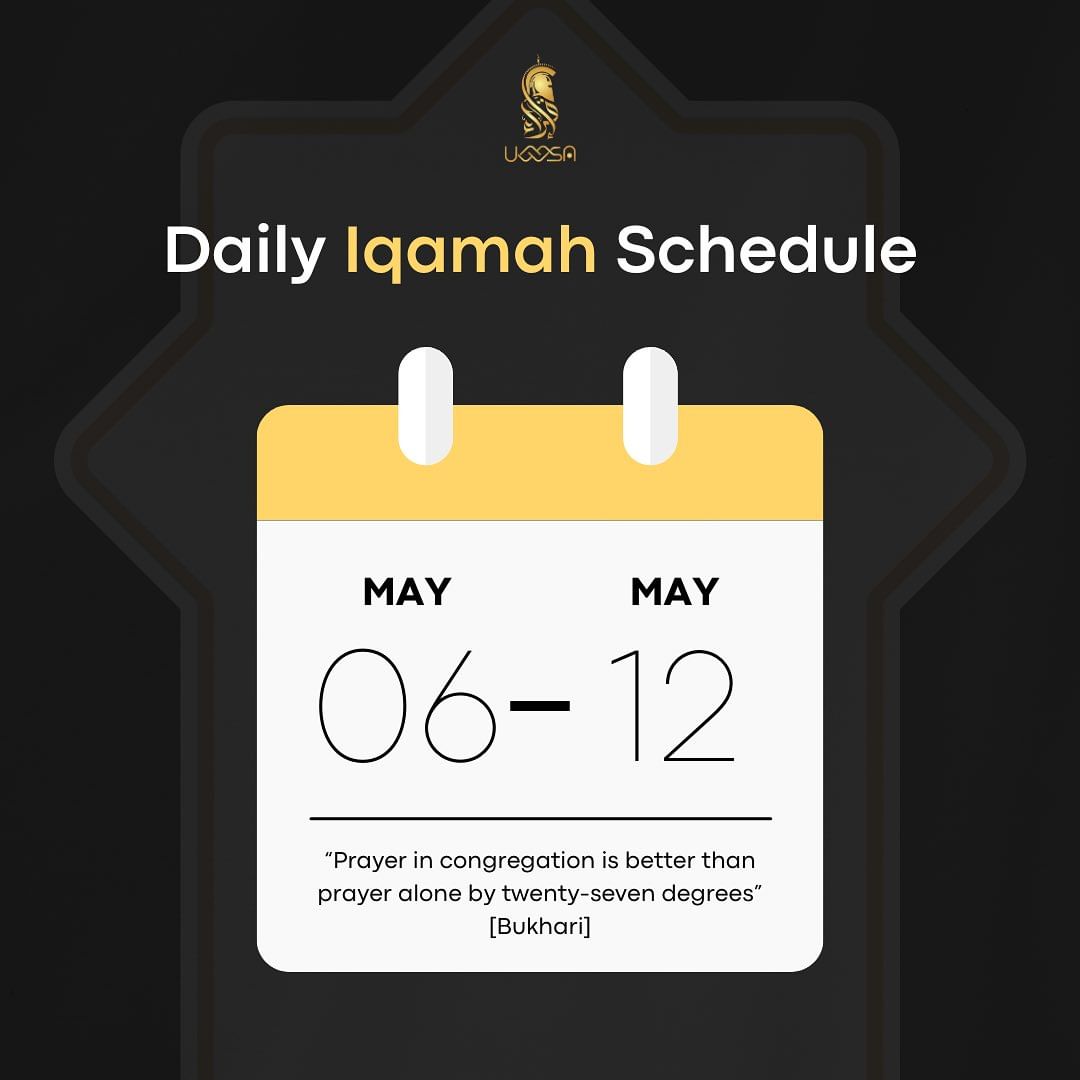 UKOOSA
Daily Iqamah Schedule
MAY MAY
06 – 12
“Prayer in congregation is better than
prayer alone by twenty-seven degrees”
[Bukhari]